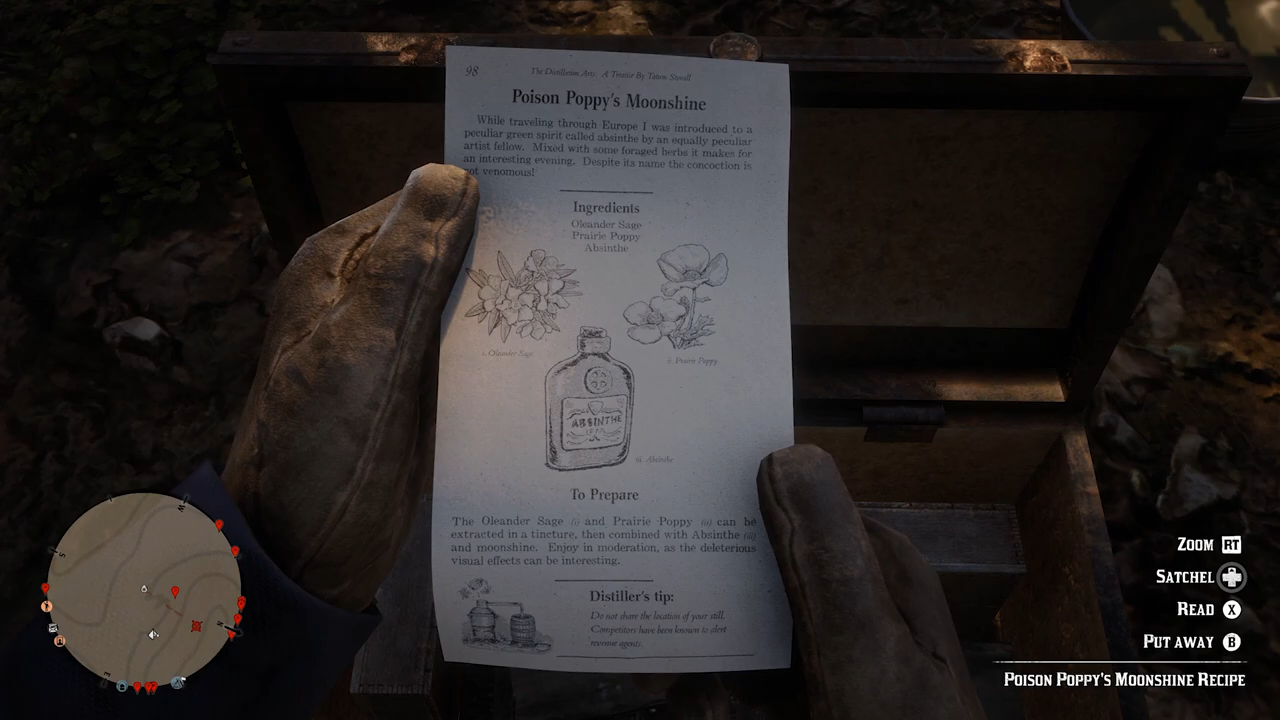 98
The Distillation Arts: A Treatise By Tatum Stovall
Poison Poppy's Moonshine
While traveling through Europe I was introduced to a
peculiar green spirit called absinthe by an equally peculiar
artist fellow. Mixed with some foraged herbs it makes for
an interesting evening. Despite its name the concoction is
not venomous!
Ingredients
Oleander Sage
Prairie Poppy
Absinthe
i. Oleander Sage
ii. Prairie Poppy
ABSINTHE
iii. Absinthe
To Prepare
The Oleander Sage (i) and Prairie Poppy (ii) can be
extracted in a tincture, then combined with Absinthe (iii)
and moonshine. Enjoy in moderation, as the deleterious
visual effects can be interesting.
Distiller's tip:
Do not share the location of your still.
Competitors have been known to alert
revenue agents.
ZOOM RT
SATCHEL
READ X
PUT AWAY B
POISON POPPY'S MOONSHINE RECIPE